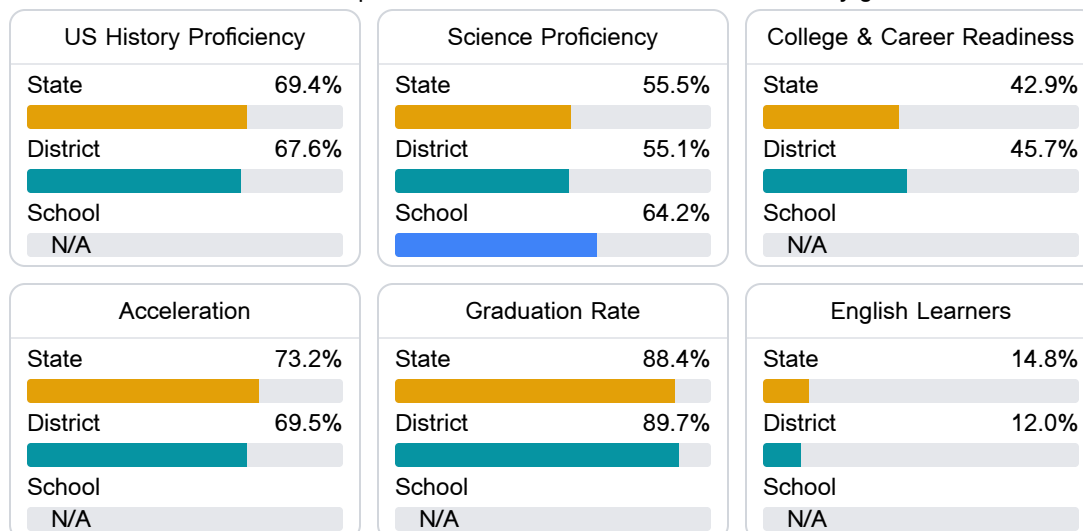 US History Proficiency
State 69.4%
District 67.6%
School
N/A
Science Proficiency
State 55.5%
District 55.1%
School 64.2%
College & Career Readiness
State 42.9%
District 45.7%
School
N/A
Acceleration
State 73.2%
District 69.5%
School
N/A
Graduation Rate
State 88.4%
District 89.7%
School
N/A
English Learners
State 14.8%
District 12.0%
School
N/A